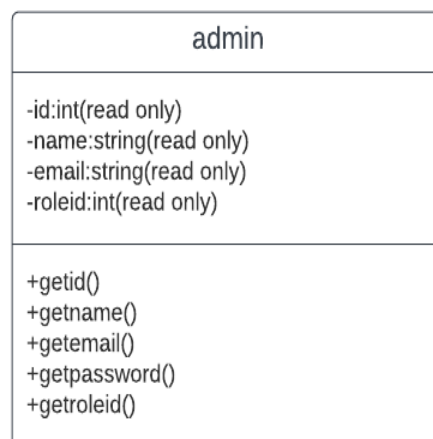 admin
-id:int(read only)
-name:string(read only)
-email:string(read only)
-roleid:int(read only)
+getid()
+getname()
+getemail()
+getpassword()
+getroleid()